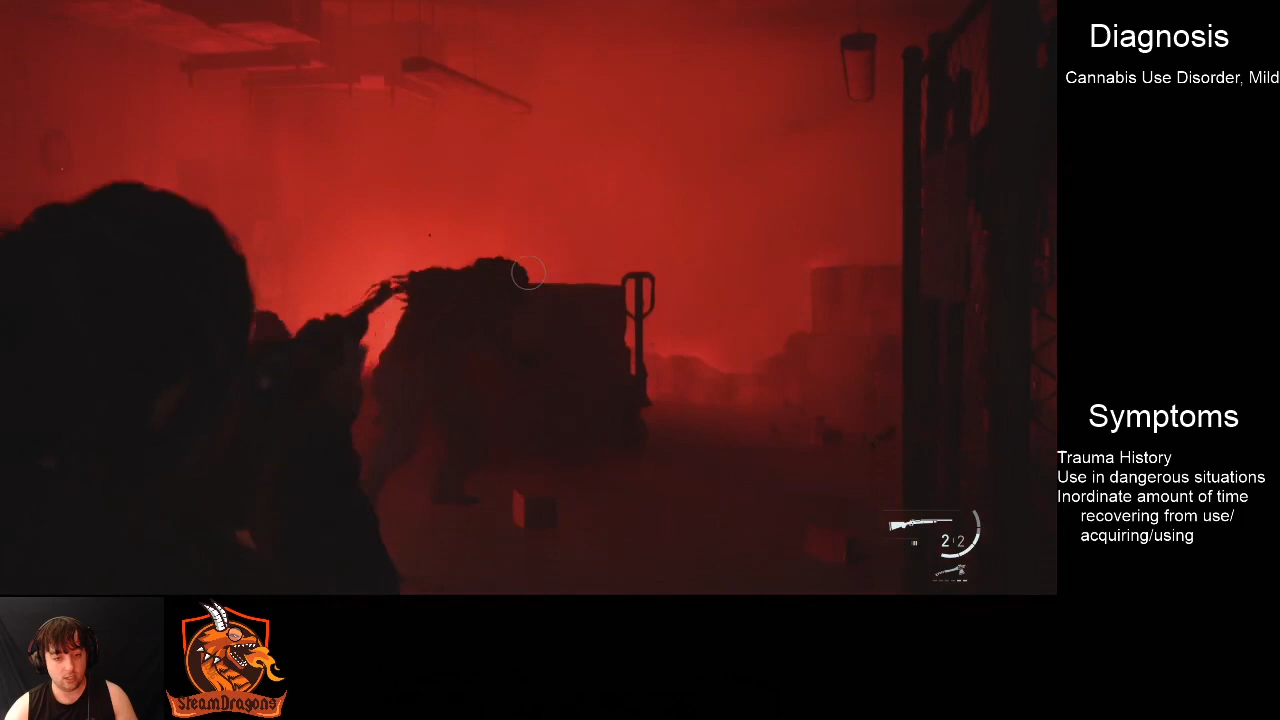 Diagnosis
Cannabis Use Disorder, Mild
Symptoms
Trauma History
Use in dangerous situations
Inordinate amount of time
recovering from use/
acquiring/using
2 2
SteamDragons